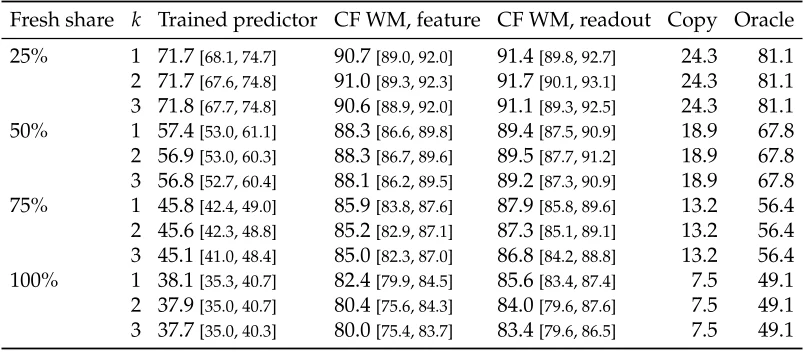 Fresh share k Trained predictor CF WM, feature CF WM, readout Copy Oracle
25% 1 71.7 [68.1, 74.7] 90.7 [89.0, 92.0] 91.4 [89.8, 92.7] 24.3 81.1
2 71.7 [67.6, 74.8] 91.0 [89.3, 92.3] 91.7 [90.1, 93.1] 24.3 81.1
3 71.8 [67.7, 74.8] 90.6 [88.9, 92.0] 91.1 [89.3, 92.5] 24.3 81.1
50% 1 57.4 [53.0, 61.1] 88.3 [86.6, 89.8] 89.4 [87.5, 90.9] 18.9 67.8
2 56.9 [53.0, 60.3] 88.3 [86.7, 89.6] 89.5 [87.7, 91.2] 18.9 67.8
3 56.8 [52.7, 60.4] 88.1 [86.2, 89.5] 89.2 [87.3, 90.9] 18.9 67.8
75% 1 45.8 [42.4, 49.0] 85.9 [83.8, 87.6] 87.9 [85.8, 89.6] 13.2 56.4
2 45.6 [42.3, 48.8] 85.2 [82.9, 87.1] 87.3 [85.1, 89.1] 13.2 56.4
3 45.1 [41.0, 48.4] 85.0 [82.3, 87.0] 86.8 [84.2, 88.8] 13.2 56.4
100% 1 38.1 [35.3, 40.7] 82.4 [79.9, 84.5] 85.6 [83.4, 87.4] 7.5 49.1
2 37.9 [35.0, 40.7] 80.4 [75.6, 84.3] 84.0 [79.6, 87.6] 7.5 49.1
3 37.7 [35.0, 40.3] 80.0 [75.4, 83.7] 83.4 [79.6, 86.5] 7.5 49.1